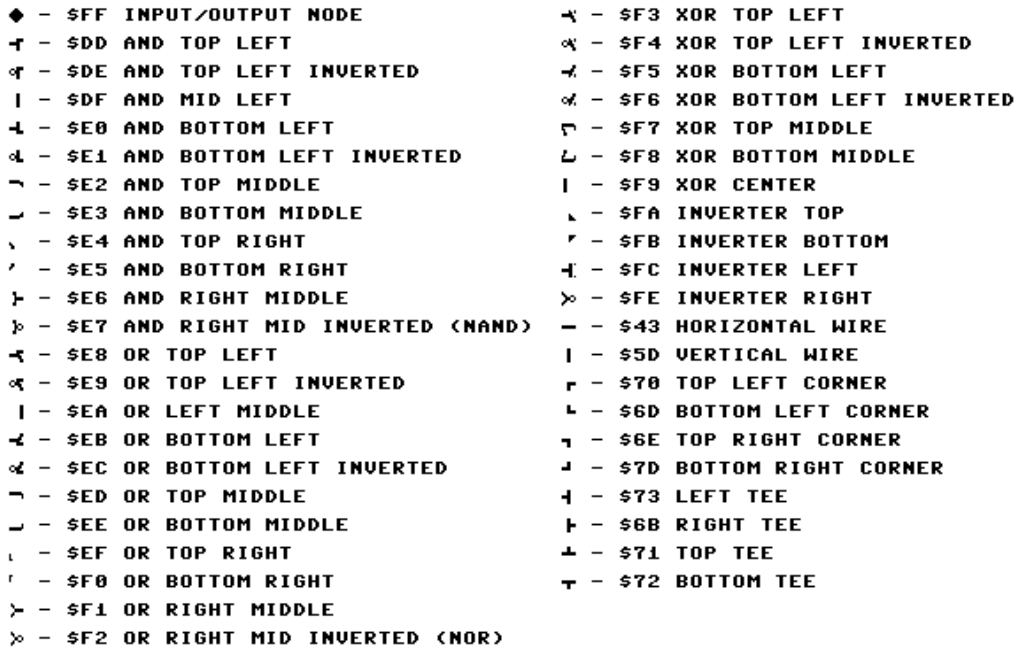 - $FF INPUT/OUTPUT NODE
- $DD AND TOP LEFT
- $DE AND TOP LEFT INVERTED
- $DF AND MID LEFT
- $E0 AND BOTTOM LEFT
- $E1 AND BOTTOM LEFT INVERTED
- $E2 AND TOP MIDDLE
- $E3 AND BOTTOM MIDDLE
- $E4 AND TOP RIGHT
- $E5 AND BOTTOM RIGHT
- $E6 AND RIGHT MIDDLE
- $E7 AND RIGHT MID INVERTED (NAND)
- $E8 OR TOP LEFT
- $E9 OR TOP LEFT INVERTED
- $EA OR LEFT MIDDLE
- $EB OR BOTTOM LEFT
- $EC OR BOTTOM LEFT INVERTED
- $ED OR TOP MIDDLE
- $EE OR BOTTOM MIDDLE
- $EF OR TOP RIGHT
- $F0 OR BOTTOM RIGHT
- $F1 OR RIGHT MIDDLE
- $F2 OR RIGHT MID INVERTED (NOR)
- $F3 XOR TOP LEFT
- $F4 XOR TOP LEFT INVERTED
- $F5 XOR BOTTOM LEFT
- $F6 XOR BOTTOM LEFT INVERTED
- $F7 XOR TOP MIDDLE
- $F8 XOR BOTTOM MIDDLE
- $F9 XOR CENTER
- $FA INVERTER TOP
- $FB INVERTER BOTTOM
- $FC INVERTER LEFT
- $FE INVERTER RIGHT
- $43 HORIZONTAL WIRE
- $5D VERTICAL WIRE
- $70 TOP LEFT CORNER
- $6D BOTTOM LEFT CORNER
- $6E TOP RIGHT CORNER
- $7D BOTTOM RIGHT CORNER
- $73 LEFT TEE
- $6B RIGHT TEE
- $71 TOP TEE
- $72 BOTTOM TEE